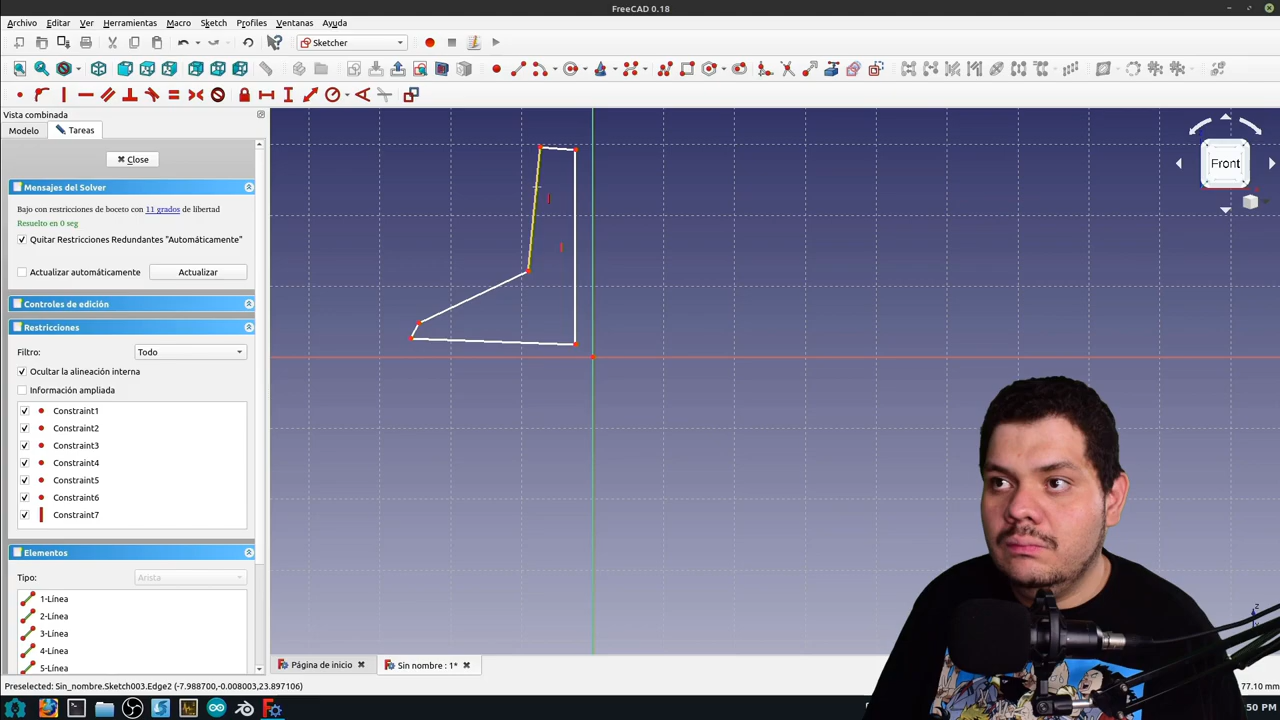 FreeCAD 0.18
Archivo Editar Ver Herramientas Macro Sketch Profiles Ventanas Ayuda
Sketcher
Vista combinada
Modelo Tareas
Close
Front
Mensajes del Solver
Bajo con restricciones de boceto con 11 grados de libertad
Resuelto en 0 seg
Quitar Restricciones Redundantes "Automáticamente"
Actualizar automáticamente Actualizar
Controles de edición
Restricciones
Filtro: Todo
Ocultar la alineación interna
Información ampliada
Constraint1
Constraint2
Constraint3
Constraint4
Constraint5
Constraint6
Constraint7
Elementos
Tipo: Arista
1-Línea
2-Línea
3-Línea
4-Línea
5-Línea
Página de inicio Sin nombre : 1*
Preselected: Sin_nombre.Sketch003.Edge2 (-7.988700, -0.008003,23.897106)
77.10 mm
:50 PM